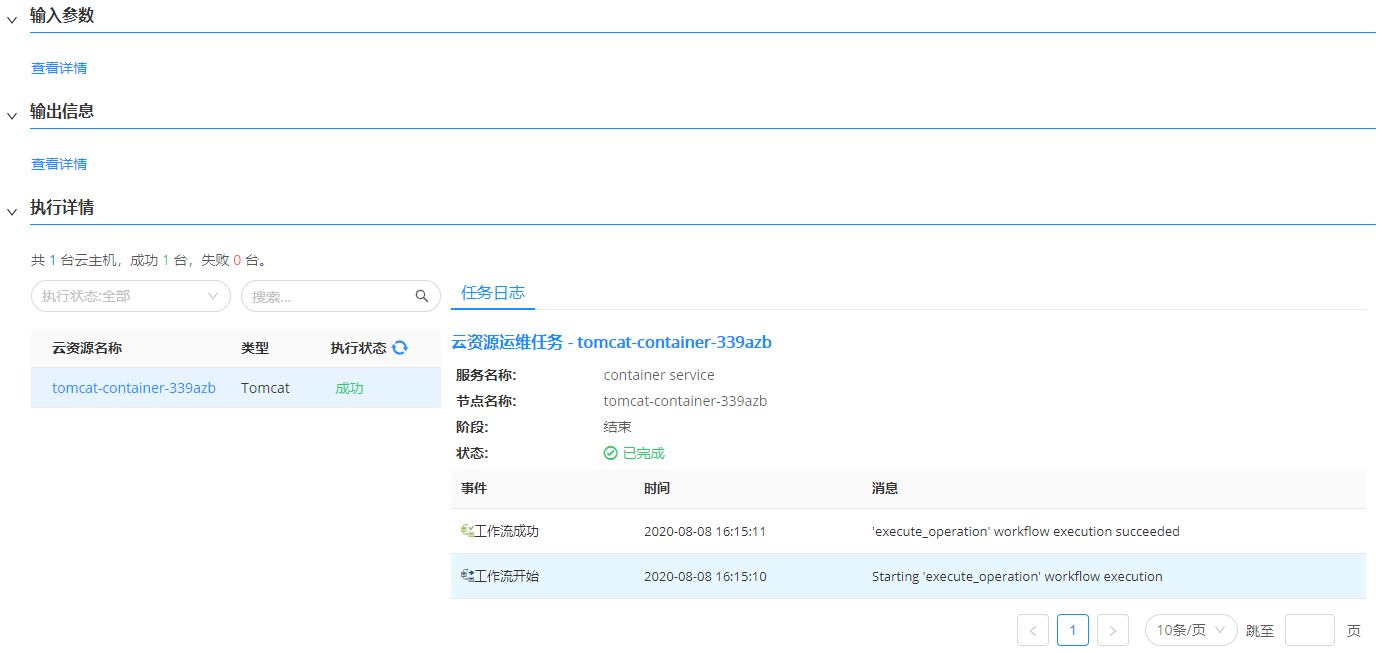 输入参数
查看详情
输出信息
查看详情
执行详情
共 1 台云主机，成功 1 台，失败 0 台。
执行状态:全部
搜索...
云资源名称 类型 执行状态
tomcat-container-339azb Tomcat 成功
任务日志
云资源运维任务 - tomcat-container-339azb
服务名称: container service
节点名称: tomcat-container-339azb
阶段: 结束
状态: 已完成
事件 时间 消息
工作流成功 2020-08-08 16:15:11 'execute_operation' workflow execution succeeded
工作流开始 2020-08-08 16:15:10 Starting 'execute_operation' workflow execution
< 1 > 10条/页 跳至 页